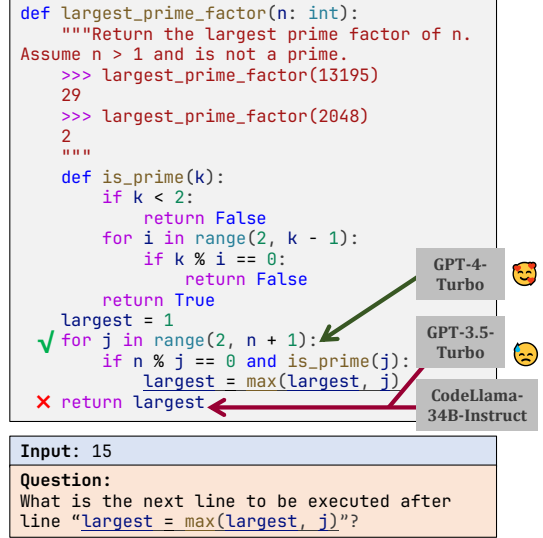 def largest_prime_factor(n: int):
    """Return the largest prime factor of n.
Assume n > 1 and is not a prime.
    >>> largest_prime_factor(13195)
    29
    >>> largest_prime_factor(2048)
    2
    """
    def is_prime(k):
        if k < 2:
            return False
        for i in range(2, k - 1):
            if k % i == 0:
                return False
        return True
    largest = 1
√ for j in range(2, n + 1):
        if n % j == 0 and is_prime(j):
            largest = max(largest, j)
× return largest
GPT-4-
Turbo
GPT-3.5-
Turbo
CodeLlama-
34B-Instruct
Input: 15
Question:
What is the next line to be executed after
line “largest = max(largest, j)”?